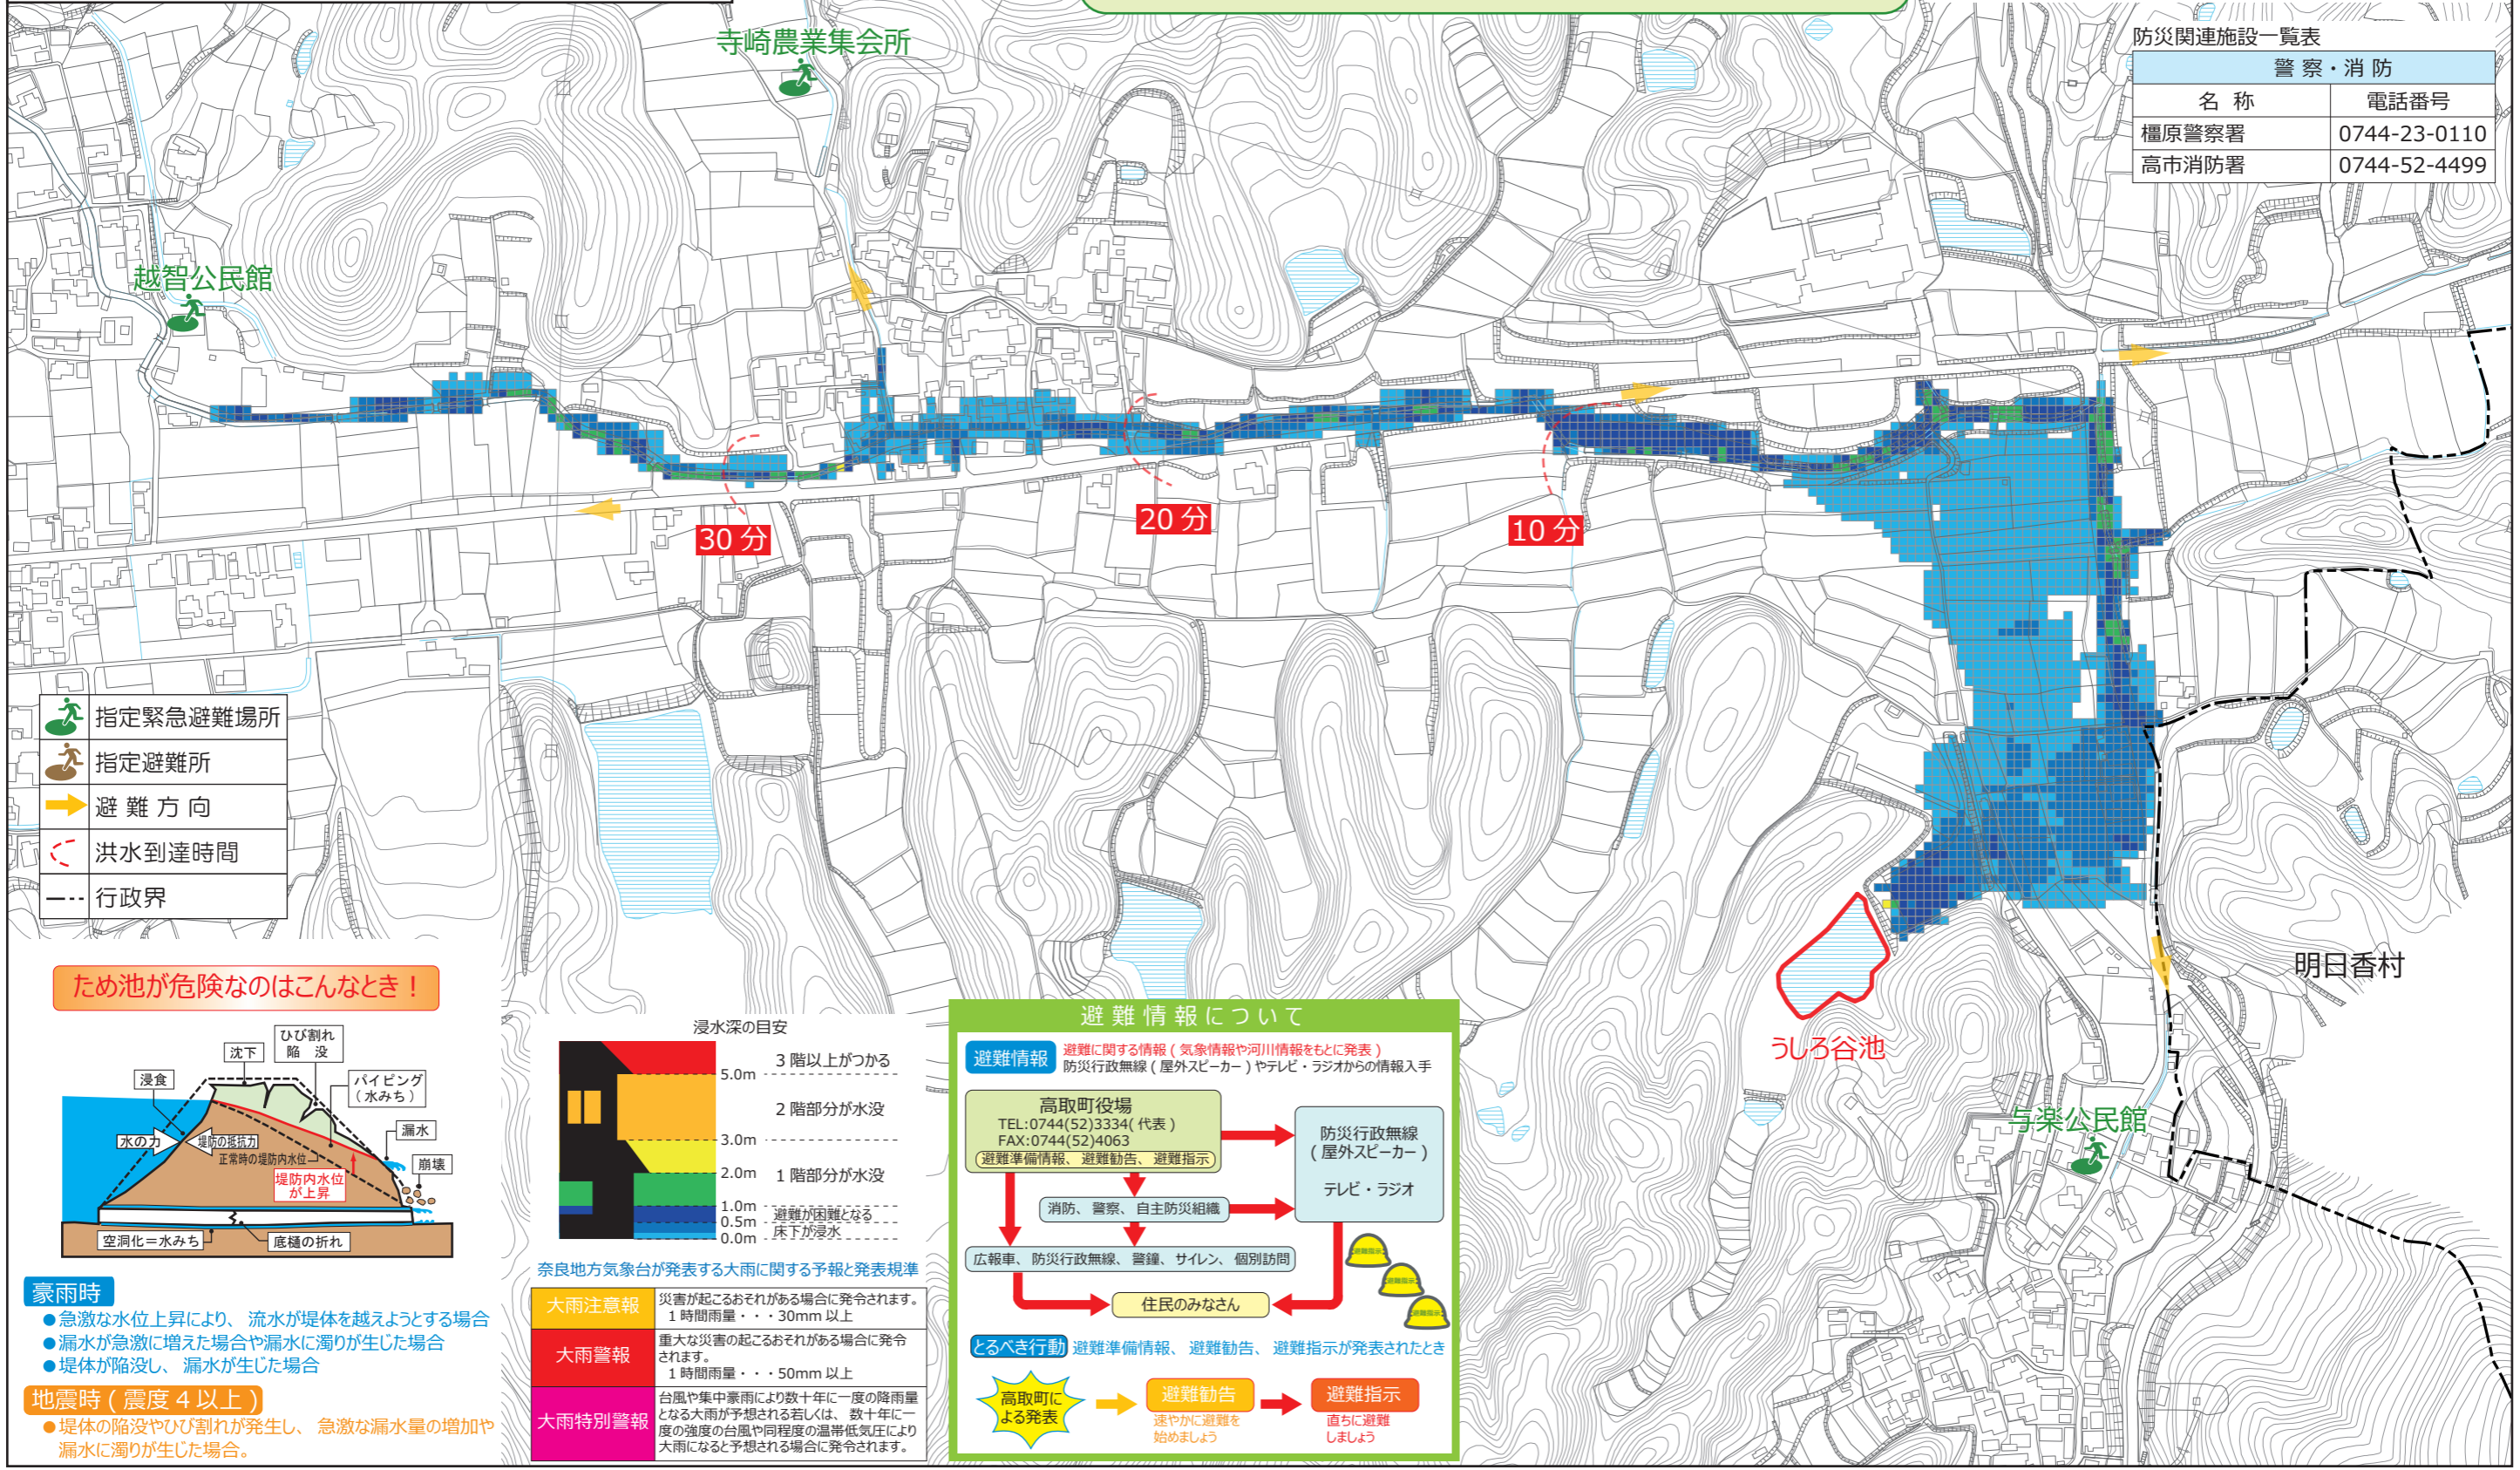 寺崎農業集会所
防災関連施設一覧表
警察・消防
名 称 電話番号
橿原警察署 0744-23-0110
高市消防署 0744-52-4499
越智公民館
30 分
20 分
10 分
指定緊急避難場所
指定避難所
避 難 方 向
洪水到達時間
行政界
明日香村
うしろ谷池
与楽公民館
ため池が危険なのはこんなとき！
沈下
ひび割れ
陥 没
浸食
パイピング
( 水みち )
水の力
堤防の抵抗力
漏水
正常時の堤防内水位
崩壊
堤防内水位
が上昇
空洞化＝水みち
底樋の折れ
豪雨時
●急激な水位上昇により、 流水が堤体を越えようとする場合
●漏水が急激に増えた場合や漏水に濁りが生じた場合
●堤体が陥没し、 漏水が生じた場合
地震時 ( 震度 4 以上 )
●堤体の陥没やひび割れが発生し、 急激な漏水量の増加や
漏水に濁りが生じた場合。
浸水深の目安
3 階以上がつかる
5.0m
2 階部分が水没
3.0m
2.0m
1 階部分が水没
1.0m
避難が困難となる
0.5m
床下が浸水
0.0m
奈良地方気象台が発表する大雨に関する予報と発表規準
大雨注意報
災害が起こるおそれがある場合に発令されます。
1 時間雨量・・・30mm 以上
大雨警報
重大な災害の起こるおそれがある場合に発令
されます。
1 時間雨量・・・50mm 以上
大雨特別警報
台風や集中豪雨により数十年に一度の降雨量
となる大雨が予想される若しくは、 数十年に一
度の強度の台風や同程度の温帯低気圧により
大雨になると予想される場合に発令されます。
避 難 情 報 に つ い て
避難情報
避難に関する情報 ( 気象情報や河川情報をもとに発表 )
防災行政無線 ( 屋外スピーカー ) やテレビ・ラジオからの情報入手
高取町役場
TEL:0744(52)3334( 代表 )
FAX:0744(52)4063
避難準備情報、 避難勧告、 避難指示
防災行政無線
( 屋外スピーカー )
テレビ・ラジオ
消防、 警察、 自主防災組織
広報車、 防災行政無線、 警鐘、 サイレン、 個別訪問
避難指示
避難指示
避難指示
住民のみなさん
とるべき行動 避難準備情報、 避難勧告、 避難指示が発表されたとき
高取町に
よる発表
避難勧告
速やかに避難を
始めましょう
避難指示
直ちに避難
しましょう